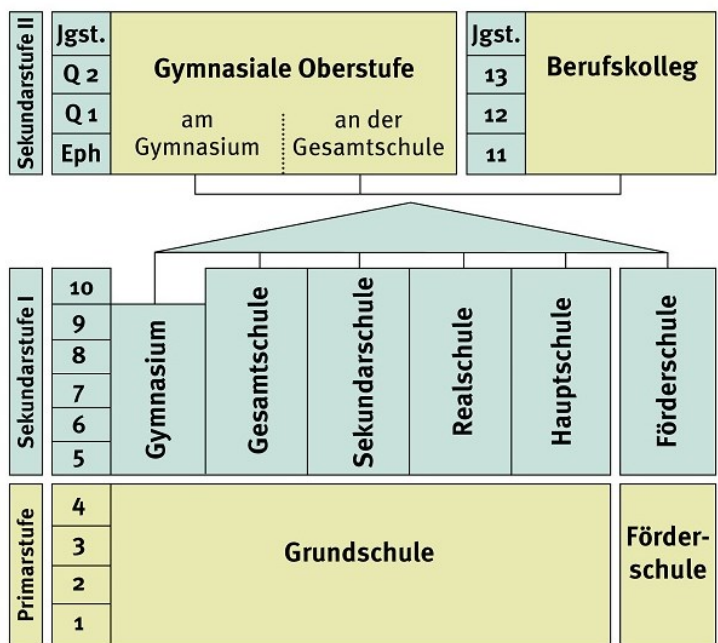 Sekundarstufe II
Jgst.
Q 2
Q 1
Eph
Gymnasiale Oberstufe
am
Gymnasium
an der
Gesamtschule
Jgst.
13
12
11
Berufskolleg
Sekundarstufe I
10
9
8
7
6
5
Gymnasium
Gesamtschule
Sekundarschule
Realschule
Hauptschule
Förderschule
Primarstufe
4
3
2
1
Grundschule
Förder-
schule